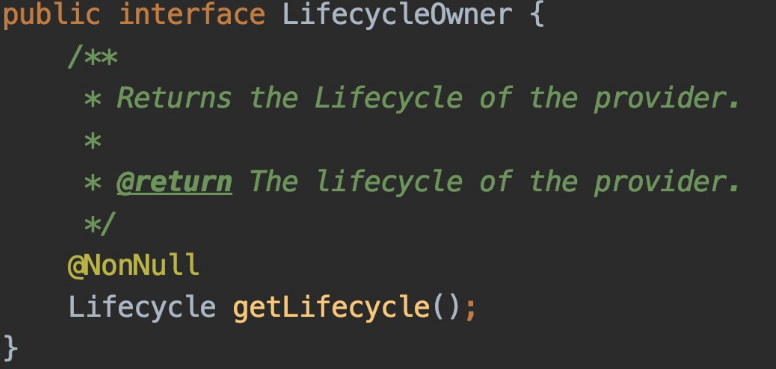 public interface LifecycleOwner {
/**
* Returns the Lifecycle of the provider.
*
* @return The lifecycle of the provider.
*/
@NonNull
Lifecycle getLifecycle();
}